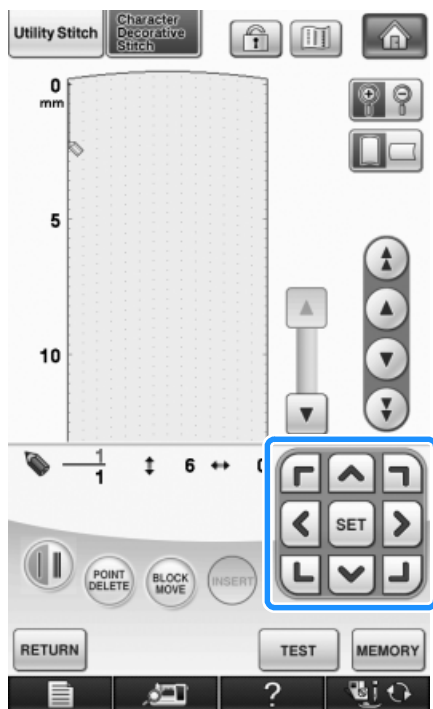 Utility Stitch
Character
Decorative
Stitch
0
mm
5
10
1
1
6
0
SET
POINT
DELETE
BLOCK
MOVE
INSERT
RETURN
TEST
MEMORY
?